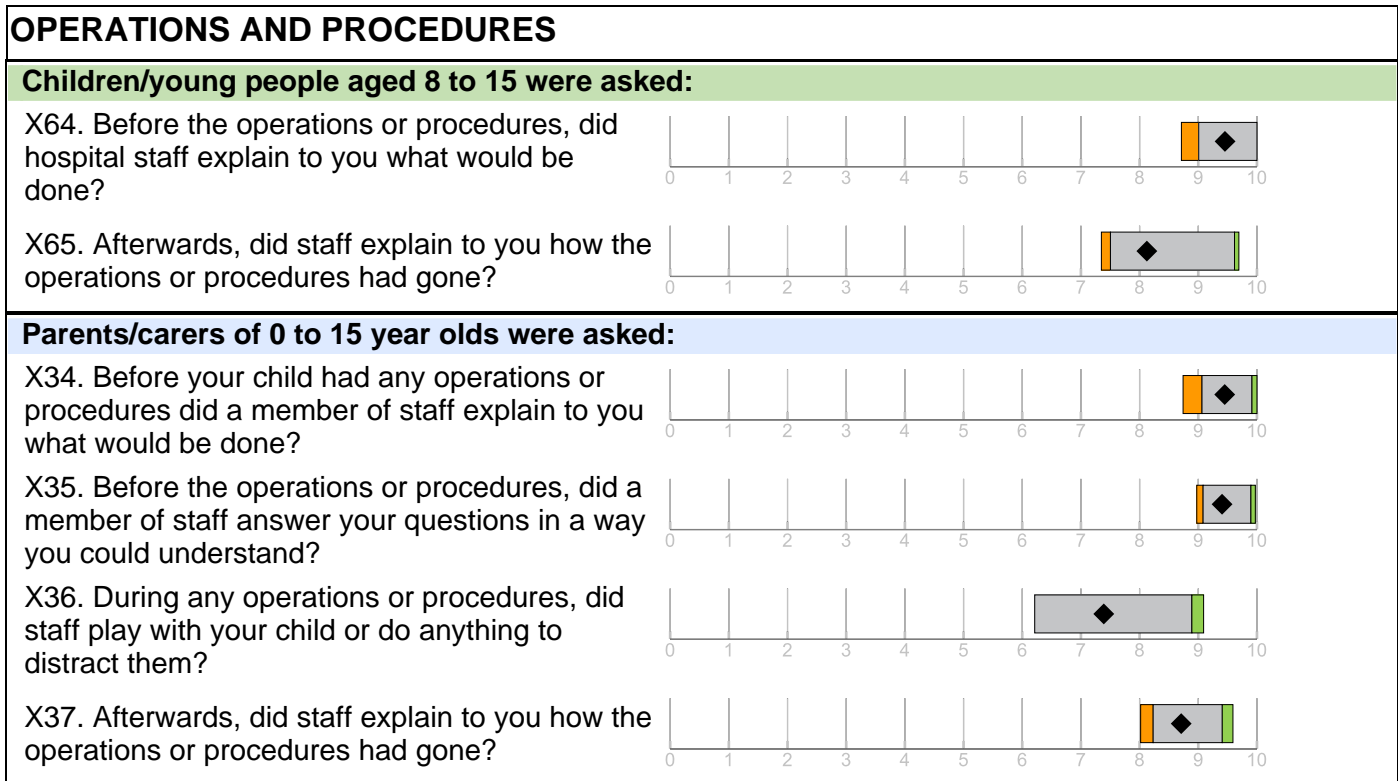 OPERATIONS AND PROCEDURES
Children/young people aged 8 to 15 were asked:
X64. Before the operations or procedures, did
hospital staff explain to you what would be
done?
0 1 2 3 4 5 6 7 8 9 10
X65. Afterwards, did staff explain to you how the
operations or procedures had gone?
0 1 2 3 4 5 6 7 8 9 10
Parents/carers of 0 to 15 year olds were asked:
X34. Before your child had any operations or
procedures did a member of staff explain to you
what would be done?
0 1 2 3 4 5 6 7 8 9 10
X35. Before the operations or procedures, did a
member of staff answer your questions in a way
you could understand?
0 1 2 3 4 5 6 7 8 9 10
X36. During any operations or procedures, did
staff play with your child or do anything to
distract them?
0 1 2 3 4 5 6 7 8 9 10
X37. Afterwards, did staff explain to you how the
operations or procedures had gone?
0 1 2 3 4 5 6 7 8 9 10